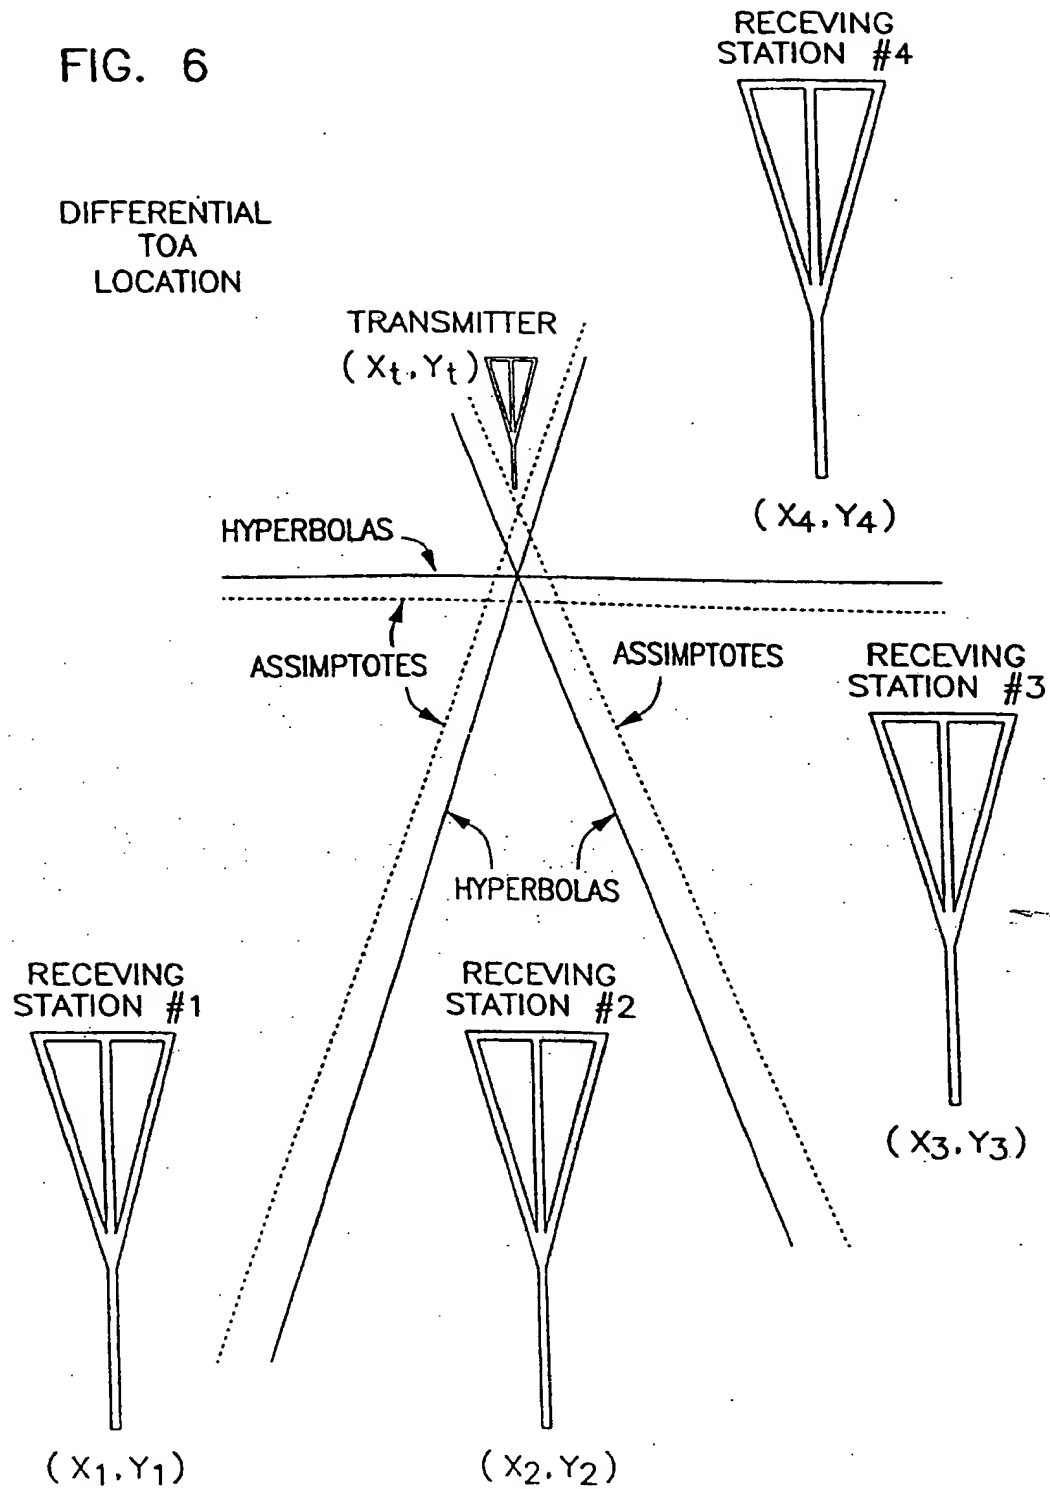 FIG. 6
RECEVING
STATION #4
DIFFERENTIAL
TOA
LOCATION
TRANSMITTER
(Xt, Yt)
(X4, Y4)
HYPERBOLAS
ASSIMPTOTES
ASSIMPTOTES
RECEVING
STATION #3
HYPERBOLAS
RECEVING
STATION #1
RECEVING
STATION #2
(X3, Y3)
(X1, Y1)
(X2, Y2)